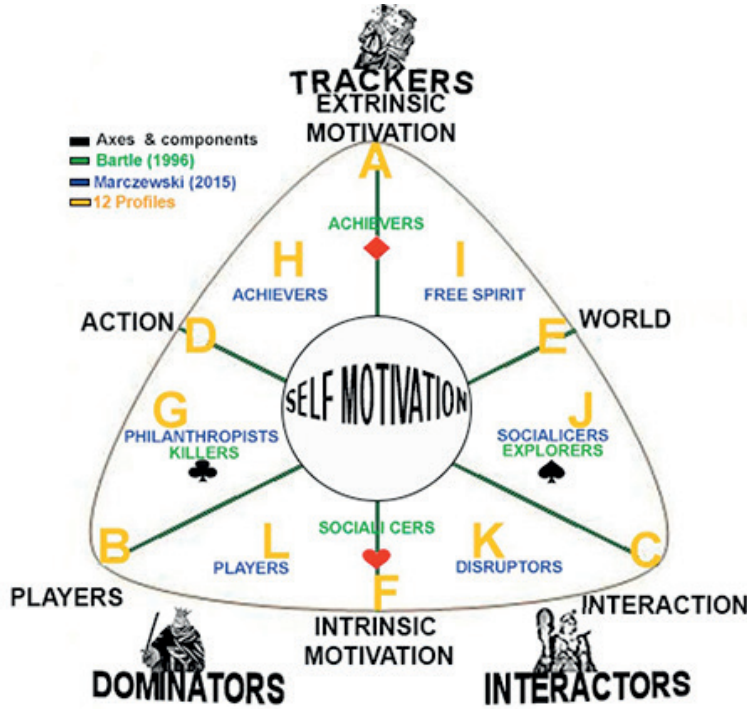 TRACKERS
EXTRINSIC
MOTIVATION
Axes & components
Bartle (1996)
Marczewski (2015)
12 Profiles
A
ACHIEVERS
H
I
ACHIEVERS
FREE SPIRIT
ACTION
WORLD
D
E
SELF MOTIVATION
G
J
PHILANTHROPISTS
KILLERS
SOCIALICERS
EXPLORERS
SOCIALI CERS
B
L
K
C
PLAYERS
DISRUPTORS
F
PLAYERS
INTERACTION
INTRINSIC
MOTIVATION
DOMINATORS
INTERACTORS